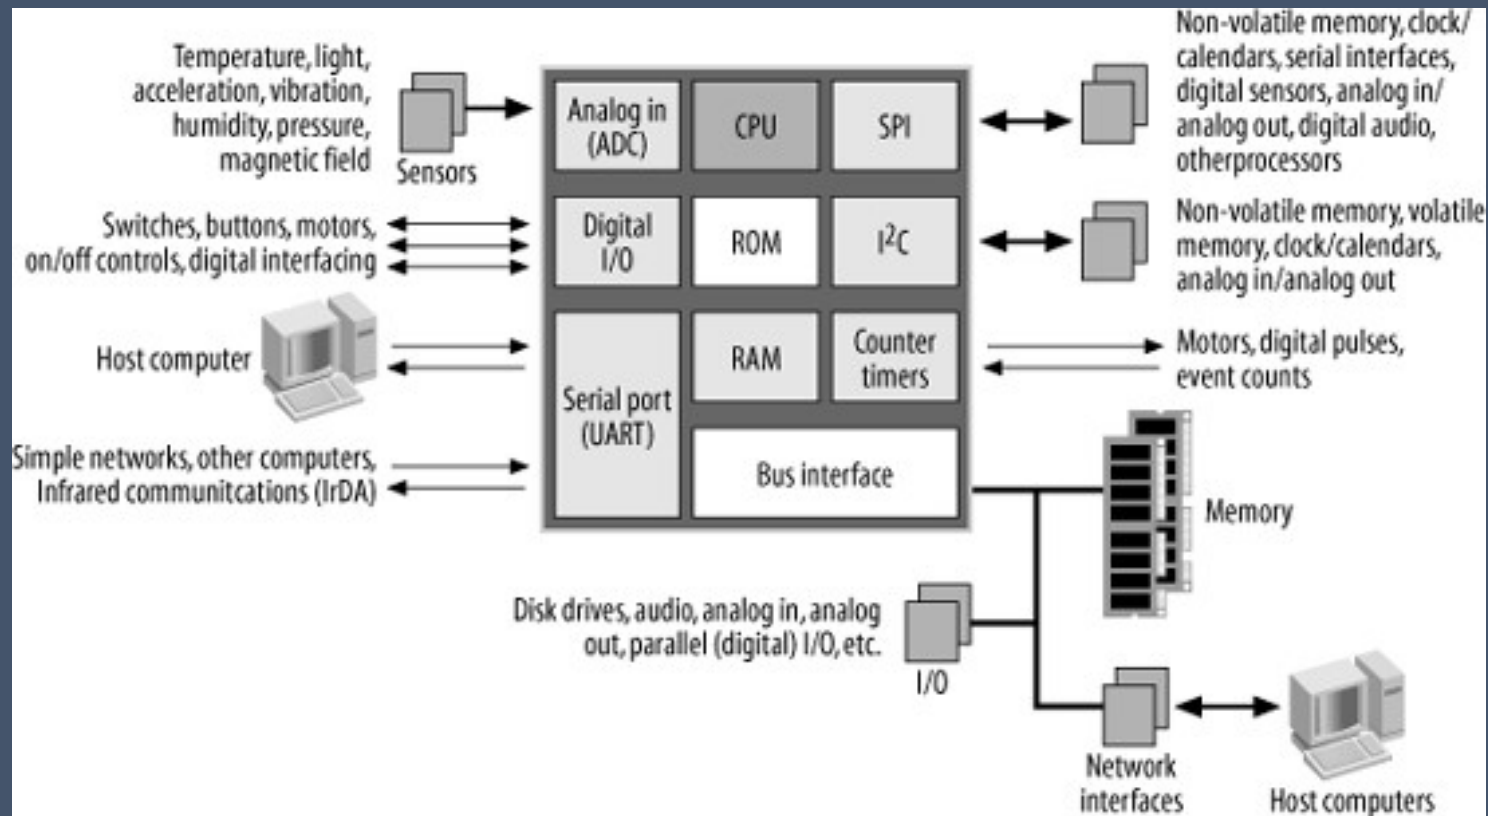 Temperature, light,
acceleration, vibration,
humidity, pressure,
magnetic field
Sensors
Switches, buttons, motors,
on/off controls, digital interfacing
Host computer
Simple networks, other computers,
Infrared communitcations (IrDA)
Analog in
(ADC)
CPU
SPI
Digital
I/O
ROM
I²C
Serial port
(UART)
RAM
Counter
timers
Bus interface
Non-volatile memory, clock/
calendars, serial interfaces,
digital sensors, analog in/
analog out, digital audio,
otherprocessors
Non-volatile memory, volatile
memory, clock/calendars,
analog in/analog out
Motors, digital pulses,
event counts
Memory
Disk drives, audio, analog in, analog
out, parallel (digital) I/O, etc.
I/O
Network
interfaces
Host computers